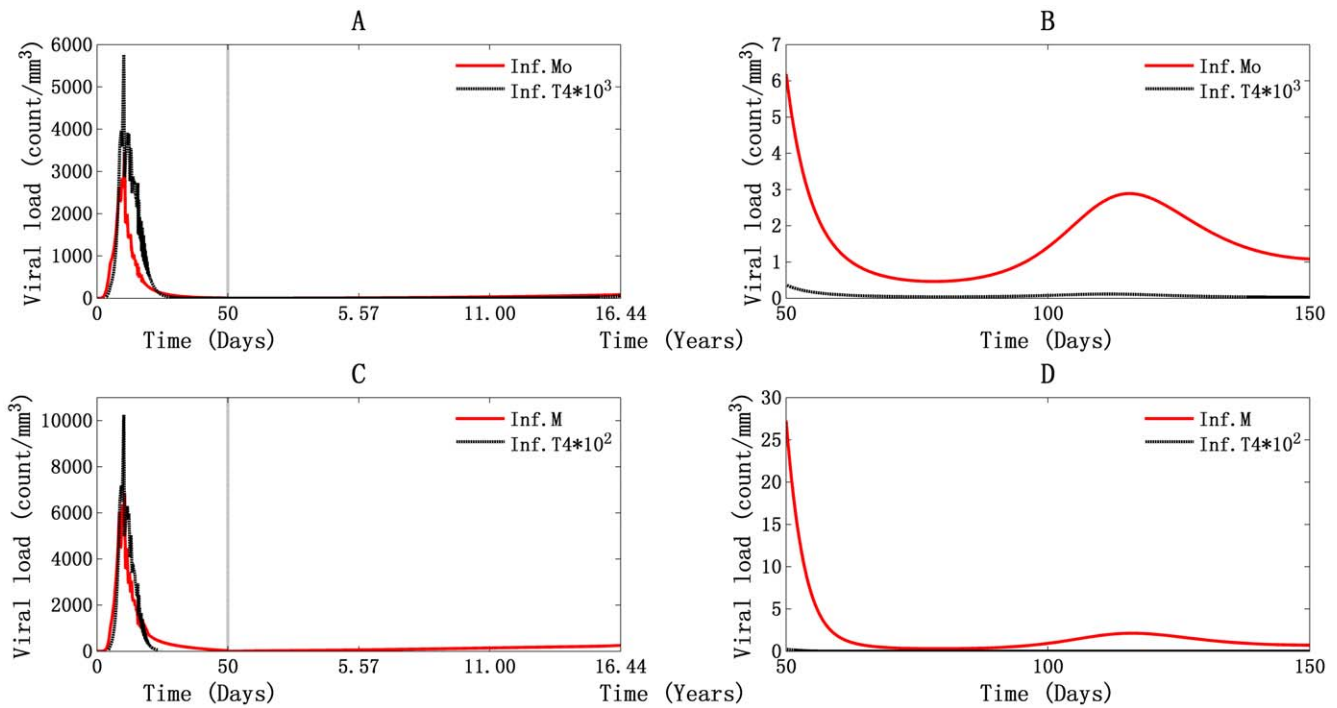 A
Viral load (count/mm³)
6000
5000
4000
3000
2000
1000
0
Inf.Mo
Inf.T4*10³
0 50 5.57 11.00 16.44
Time (Days) Time (Years)
B
Viral load (count/mm³)
7
6
5
4
3
2
1
0
Inf.Mo
Inf.T4*10³
50 100 150
Time (Days)
C
Viral load (count/mm³)
10000
8000
6000
4000
2000
0
Inf.M
Inf.T4*10²
0 50 5.57 11.00 16.44
Time (Days) Time (Years)
D
Viral load (count/mm³)
30
25
20
15
10
5
0
Inf.M
Inf.T4*10²
50 100 150
Time (Days)